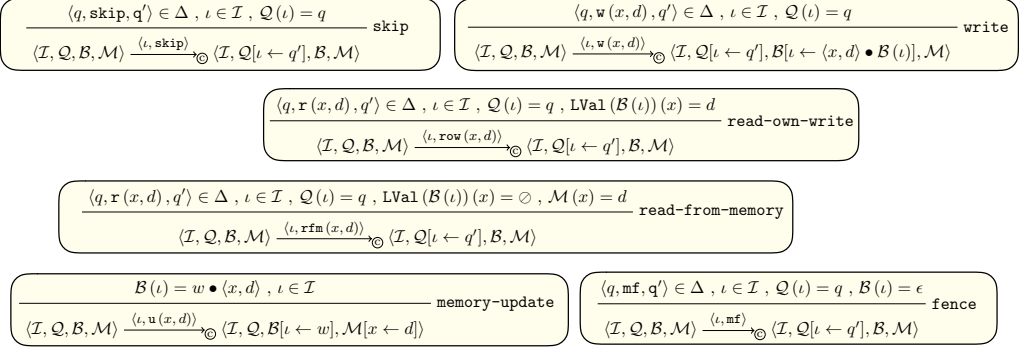 ⟨q, skip, q′⟩ ∈ Δ , ι ∈ ℐ , 𝒬(ι) = q
skip
⟨ℐ, 𝒬, ℬ, ℳ⟩ ⟨ι, skip⟩→© ⟨ℐ, 𝒬[ι ← q′], ℬ, ℳ⟩
⟨q, w(x, d), q′⟩ ∈ Δ , ι ∈ ℐ , 𝒬(ι) = q
write
⟨ℐ, 𝒬, ℬ, ℳ⟩ ⟨ι, w(x, d)⟩→© ⟨ℐ, 𝒬[ι ← q′], ℬ[ι ← ⟨x, d⟩ • ℬ(ι)], ℳ⟩
⟨q, r(x, d), q′⟩ ∈ Δ , ι ∈ ℐ , 𝒬(ι) = q , LVal(ℬ(ι))(x) = d
read-own-write
⟨ℐ, 𝒬, ℬ, ℳ⟩ ⟨ι, row(x, d)⟩→© ⟨ℐ, 𝒬[ι ← q′], ℬ, ℳ⟩
⟨q, r(x, d), q′⟩ ∈ Δ , ι ∈ ℐ , 𝒬(ι) = q , LVal(ℬ(ι))(x) = ⊘ , ℳ(x) = d
read-from-memory
⟨ℐ, 𝒬, ℬ, ℳ⟩ ⟨ι, rfm(x, d)⟩→© ⟨ℐ, 𝒬[ι ← q′], ℬ, ℳ⟩
ℬ(ι) = w • ⟨x, d⟩ , ι ∈ ℐ
memory-update
⟨ℐ, 𝒬, ℬ, ℳ⟩ ⟨ι, u(x, d)⟩→© ⟨ℐ, 𝒬, ℬ[ι ← w], ℳ[x ← d]⟩
⟨q, mf, q′⟩ ∈ Δ , ι ∈ ℐ , 𝒬(ι) = q , ℬ(ι) = ϵ
fence
⟨ℐ, 𝒬, ℬ, ℳ⟩ ⟨ι, mf⟩→© ⟨ℐ, 𝒬[ι ← q′], ℬ, ℳ⟩